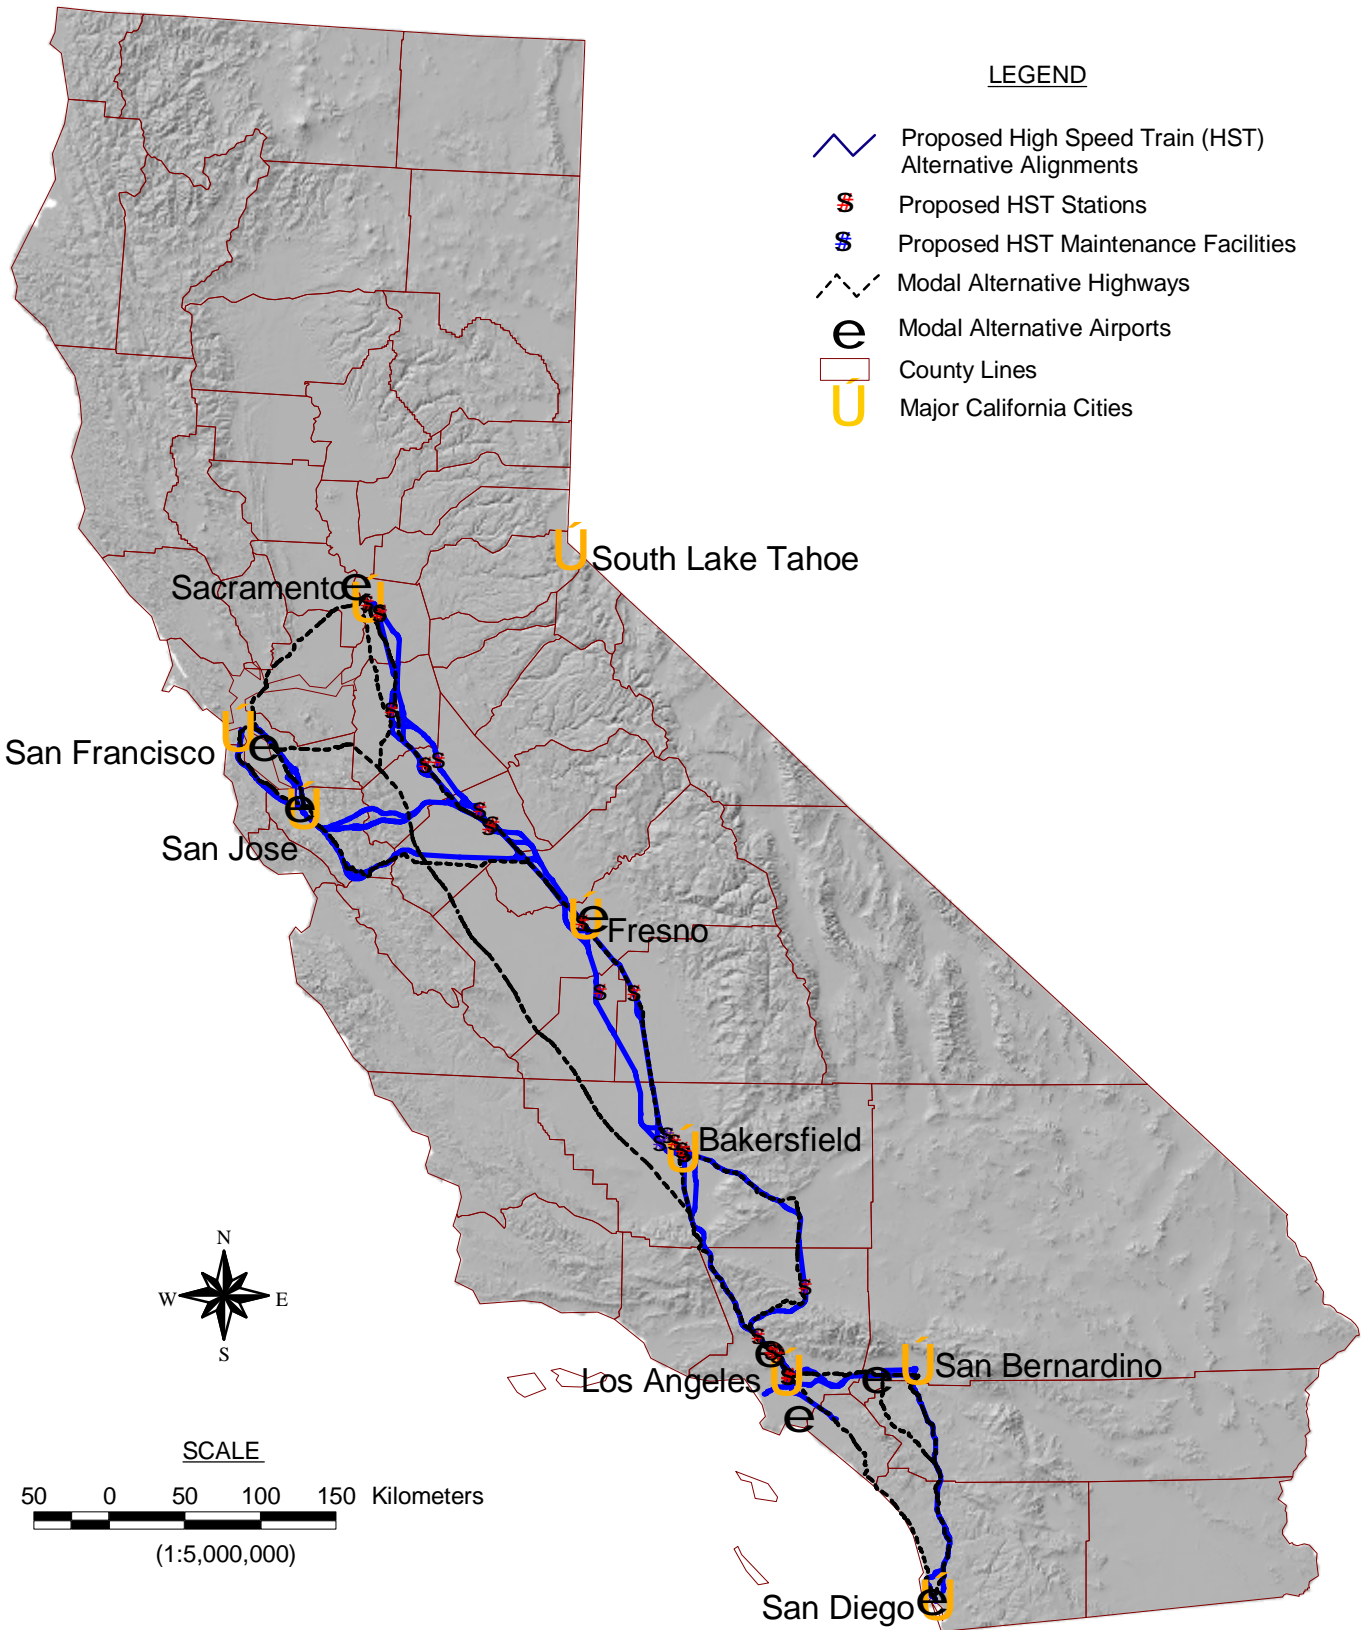 LEGEND
Proposed High Speed Train (HST)
Alternative Alignments
Proposed HST Stations
Proposed HST Maintenance Facilities
Modal Alternative Highways
e Modal Alternative Airports
County Lines
Ú Major California Cities
South Lake Tahoe
Sacramento
San Francisco
San Jose
Fresno
Bakersfield
N
W E
S
San Bernardino
Los Angeles
SCALE
50 0 50 100 150 Kilometers
(1:5,000,000)
San Diego